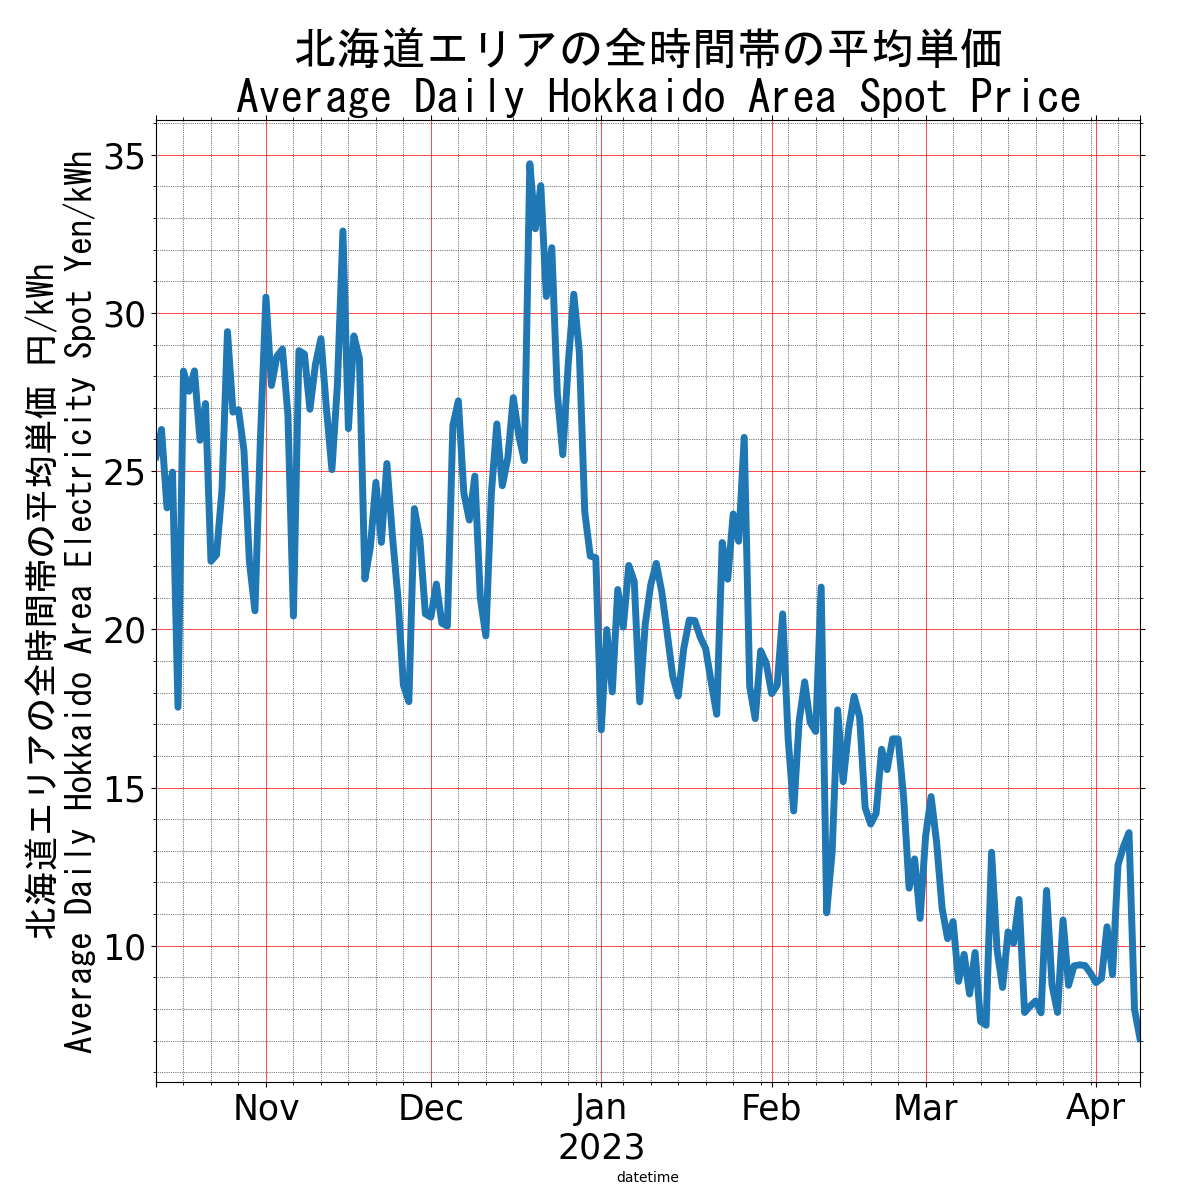 北海道エリアの全時間帯の平均単価
Average Daily Hokkaido Area Spot Price
北海道エリアの全時間帯の平均単価 円/kWh
Average Daily Hokkaido Area Electricity Spot Yen/kWh
35
30
25
20
15
10
Nov
Dec
Jan
2023
Feb
Mar
Apr
datetime